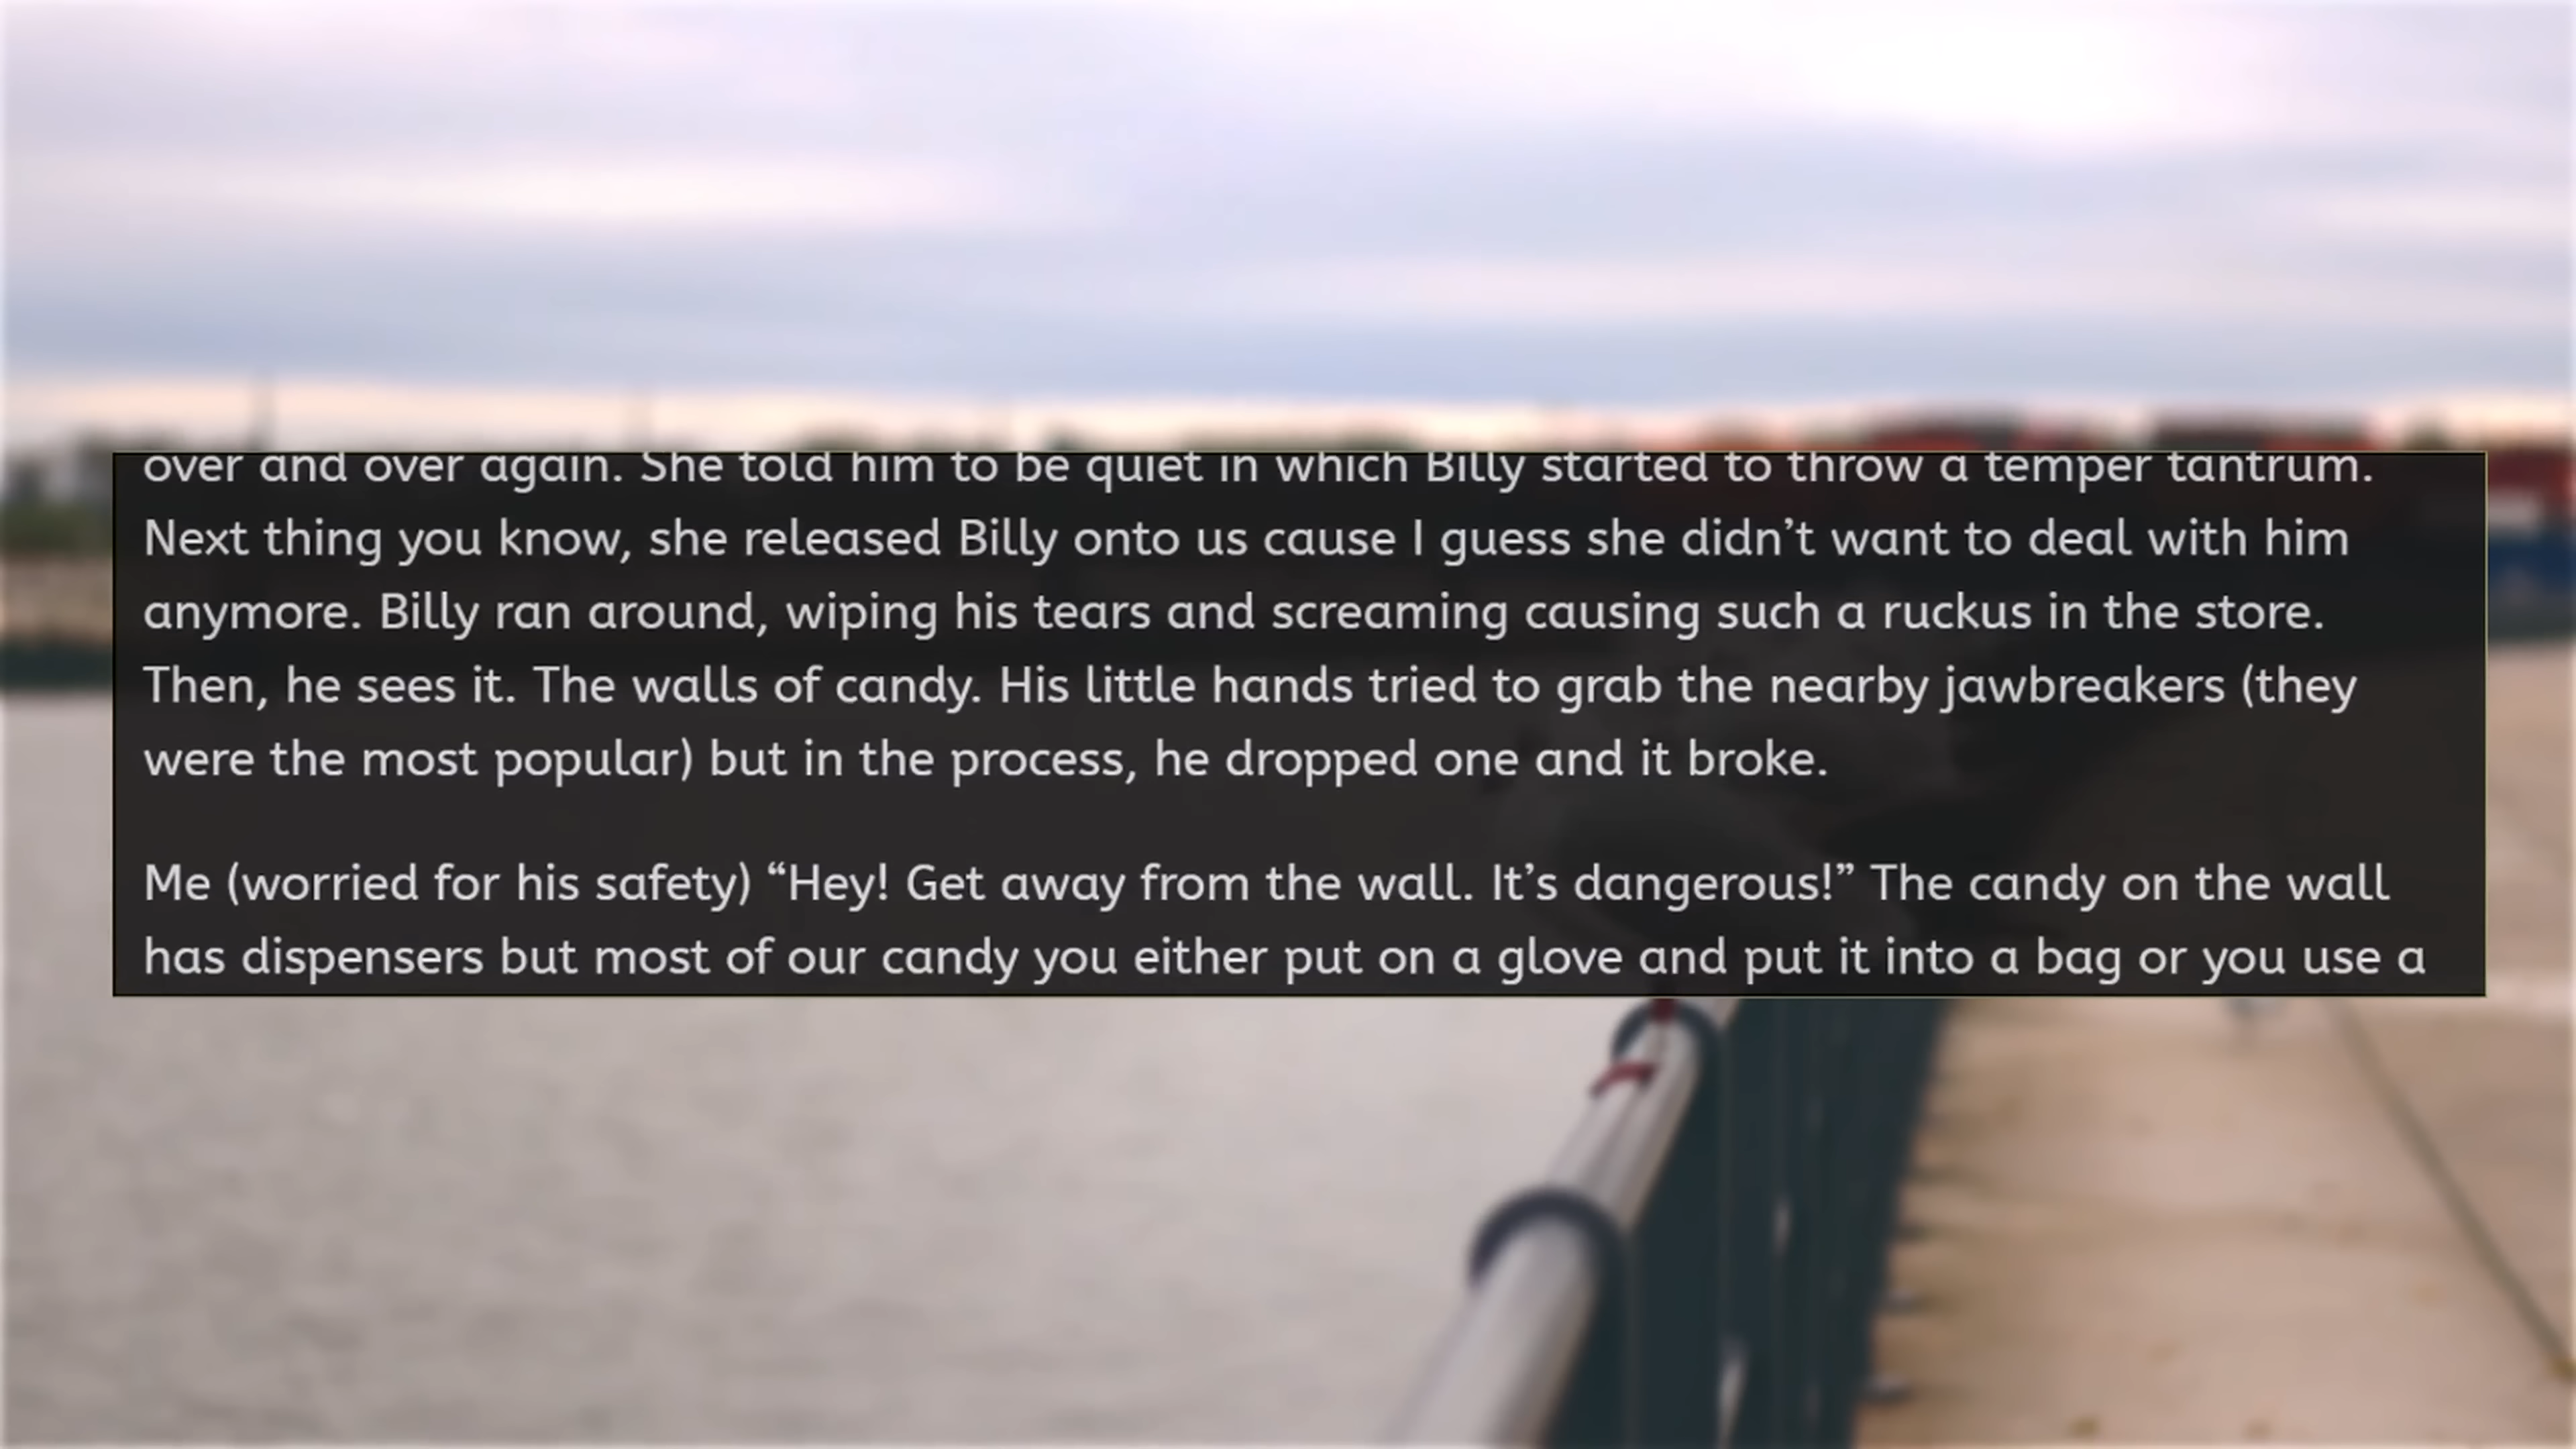 over and over again. She told him to be quiet in which Billy started to throw a temper tantrum.
Next thing you know, she released Billy onto us cause I guess she didn’t want to deal with him
anymore. Billy ran around, wiping his tears and screaming causing such a ruckus in the store.
Then, he sees it. The walls of candy. His little hands tried to grab the nearby jawbreakers (they
were the most popular) but in the process, he dropped one and it broke.
Me (worried for his safety) “Hey! Get away from the wall. It’s dangerous!” The candy on the wall
has dispensers but most of our candy you either put on a glove and put it into a bag or you use a